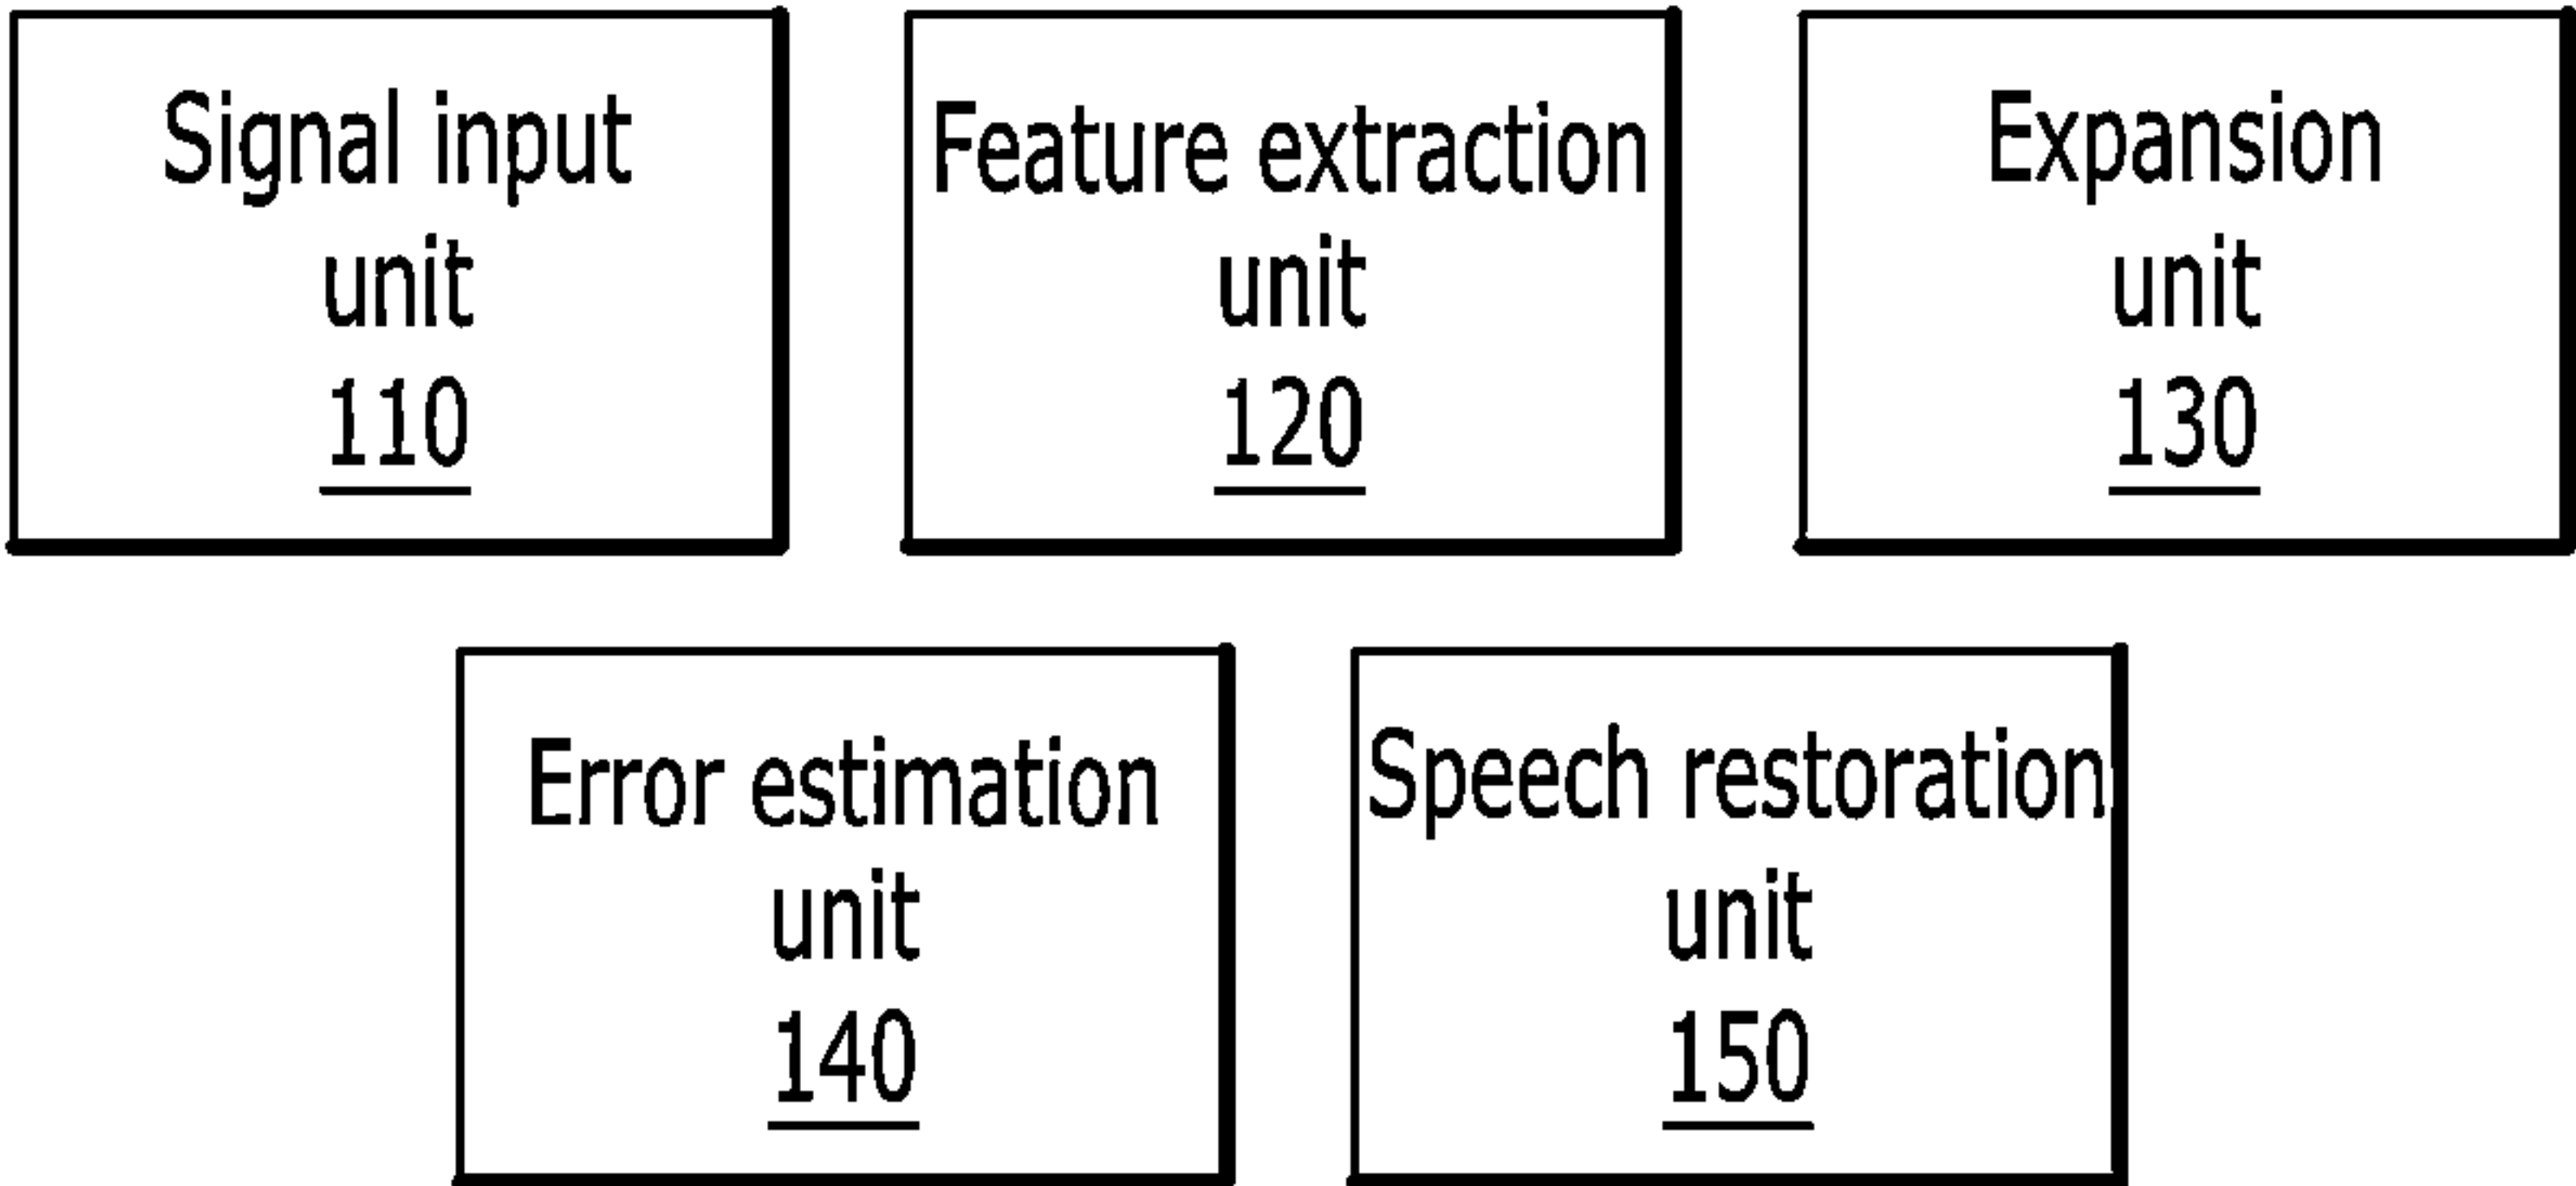 Signal input
unit
110
Feature extraction
unit
120
Expansion
unit
130
Error estimation
unit
140
Speech restoration
unit
150